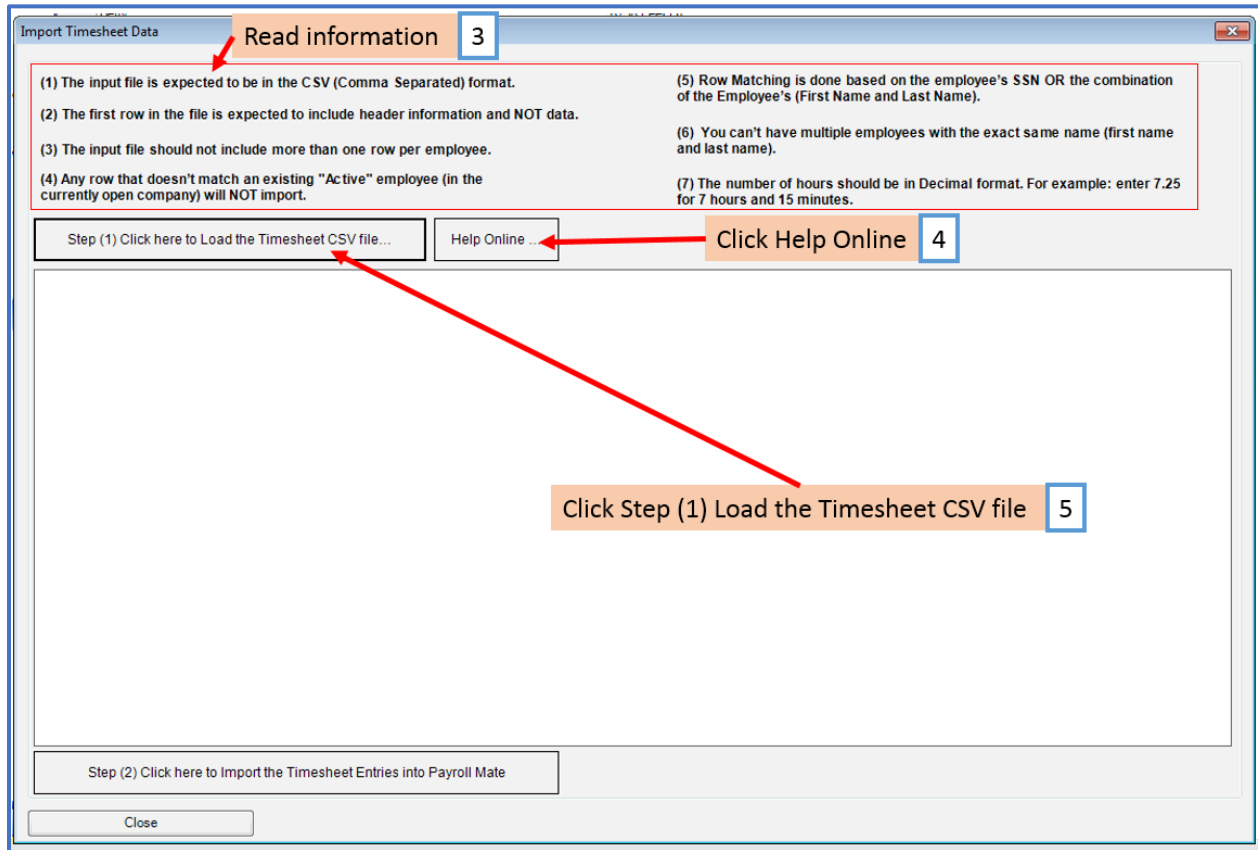 Import Timesheet Data
Read information 3
(1) The input file is expected to be in the CSV (Comma Separated) format.
(2) The first row in the file is expected to include header information and NOT data.
(3) The input file should not include more than one row per employee.
(4) Any row that doesn't match an existing "Active" employee (in the
currently open company) will NOT import.
(5) Row Matching is done based on the employee's SSN OR the combination
of the Employee's (First Name and Last Name).
(6) You can't have multiple employees with the exact same name (first name
and last name).
(7) The number of hours should be in Decimal format. For example: enter 7.25
for 7 hours and 15 minutes.
Step (1) Click here to Load the Timesheet CSV file...
Help Online ...
Click Help Online 4
Click Step (1) Load the Timesheet CSV file 5
Step (2) Click here to Import the Timesheet Entries into Payroll Mate
Close